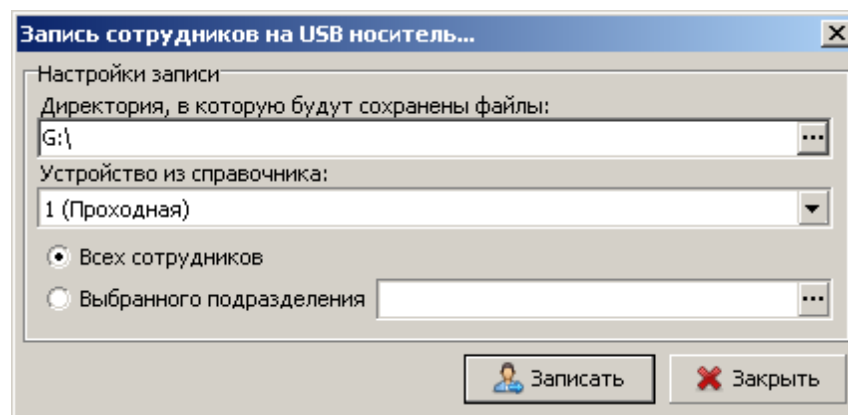 Запись сотрудников на USB носитель...
Настройки записи
Директория, в которую будут сохранены файлы:
G:\
...
Устройство из справочника:
1 (Проходная)
Всех сотрудников
Выбранного подразделения
...
Записать
Закрыть